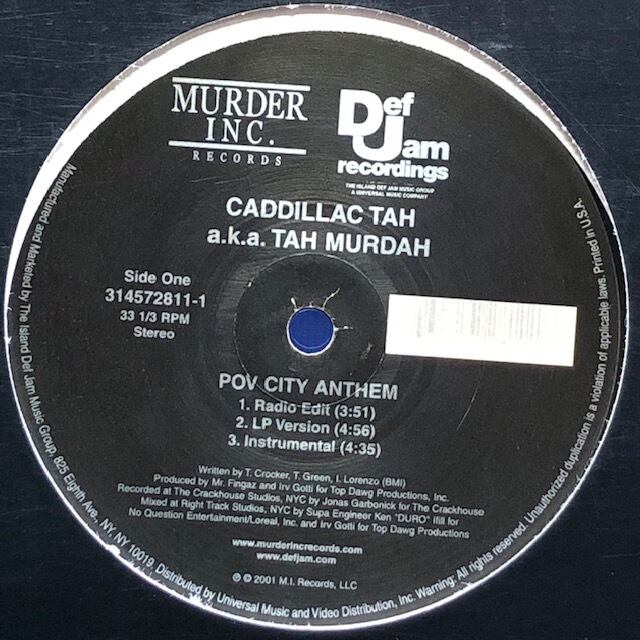 MURDER
INC.
RECORDS
Def
Jam
recordings
THE ISLAND DEF JAM MUSIC GROUP
A UNIVERSAL MUSIC COMPANY
CADDILLAC TAH
a.k.a. TAH MURDAH
Side One
314572811-1
33 1/3 RPM
Stereo
POV CITY ANTHEM
1. Radio Edit (3:51)
2. LP Version (4:56)
3. Instrumental (4:35)
Written by T. Crocker, T. Green, I. Lorenzo (BMI)
Produced by Mr. Fingaz and Irv Gotti for Top Dawg Productions, Inc.
Recorded at The Crackhouse Studios, NYC by Jonas Garbonick for The Crackhouse
Mixed at Right Track Studios, NYC by Supa Engineer Ken "DURO" Ifill for
No Question Entertainment/Loreal, Inc. and Irv Gotti for Top Dawg Productions
www.murderincrecords.com
www.defjam.com
℗ © 2001 M.I. Records, LLC
Manufactured and Marketed by The Island Def Jam Music Group, 825 Eighth Ave., NY, NY 10019. Distributed by Universal Music and Video Distribution, Inc. Warning: All rights reserved. Unauthorized duplication is a violation of applicable laws. Printed in U.S.A.